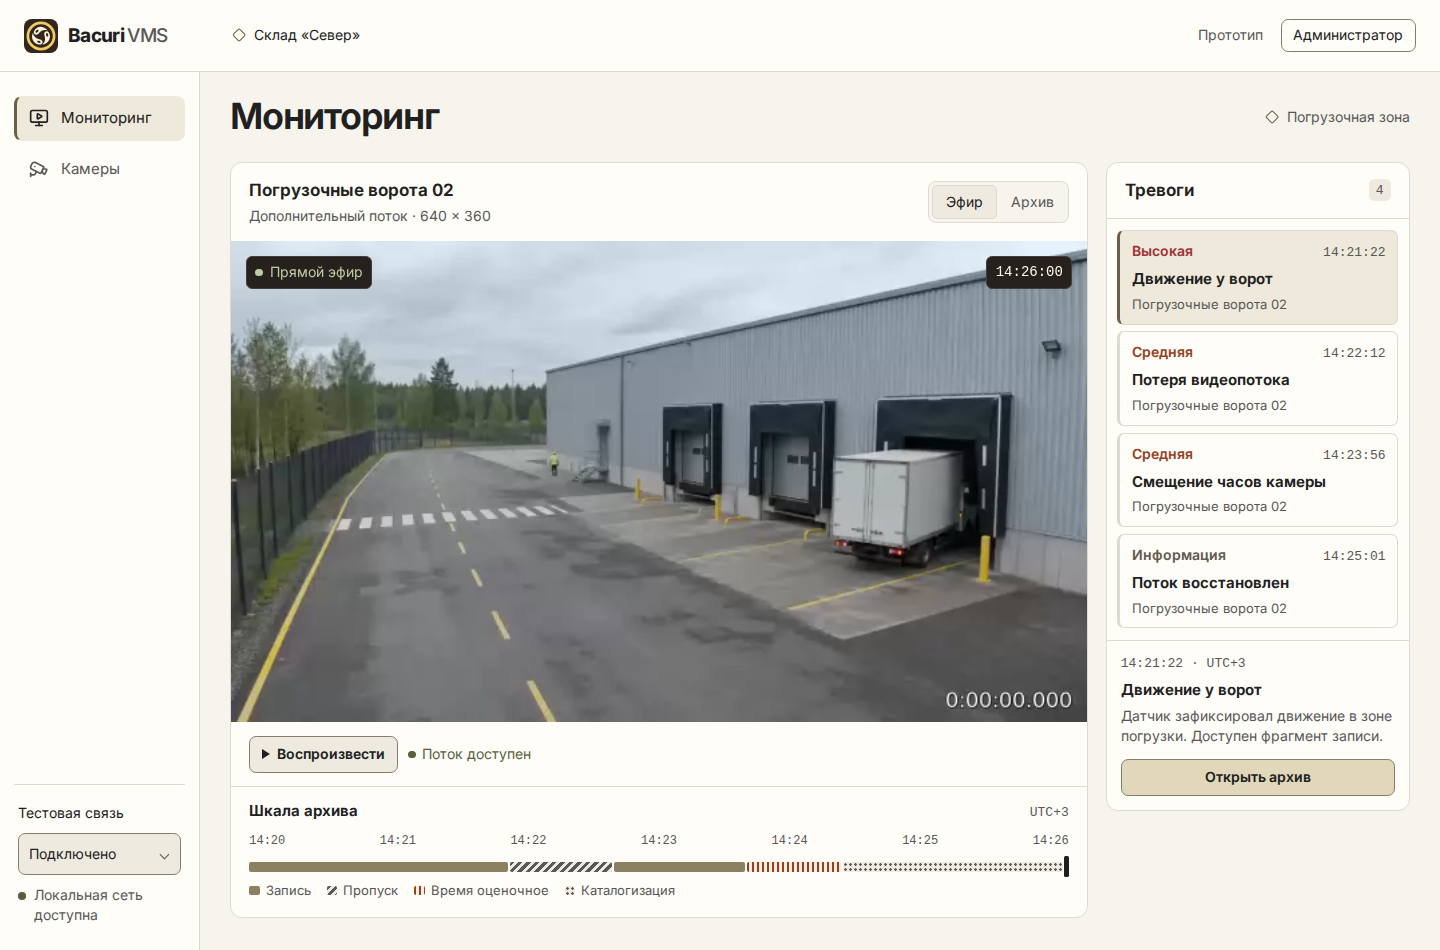 Bacuri VMS
Склад «Север»
Прототип
Администратор
Мониторинг
Камеры
Тестовая связь
Подключено
Локальная сеть
доступна
Мониторинг
Погрузочная зона
Погрузочные ворота 02
Дополнительный поток · 640 × 360
Эфир
Архив
Прямой эфир
14:26:00
0:00:00.000
Воспроизвести
Поток доступен
Шкала архива
UTC+3
14:20 14:21 14:22 14:23 14:24 14:25 14:26
Запись Пропуск Время оценочное Каталогизация
Тревоги
4
Высокая 14:21:22
Движение у ворот
Погрузочные ворота 02
Средняя 14:22:12
Потеря видеопотока
Погрузочные ворота 02
Средняя 14:23:56
Смещение часов камеры
Погрузочные ворота 02
Информация 14:25:01
Поток восстановлен
Погрузочные ворота 02
14:21:22 · UTC+3
Движение у ворот
Датчик зафиксировал движение в зоне
погрузки. Доступен фрагмент записи.
Открыть архив